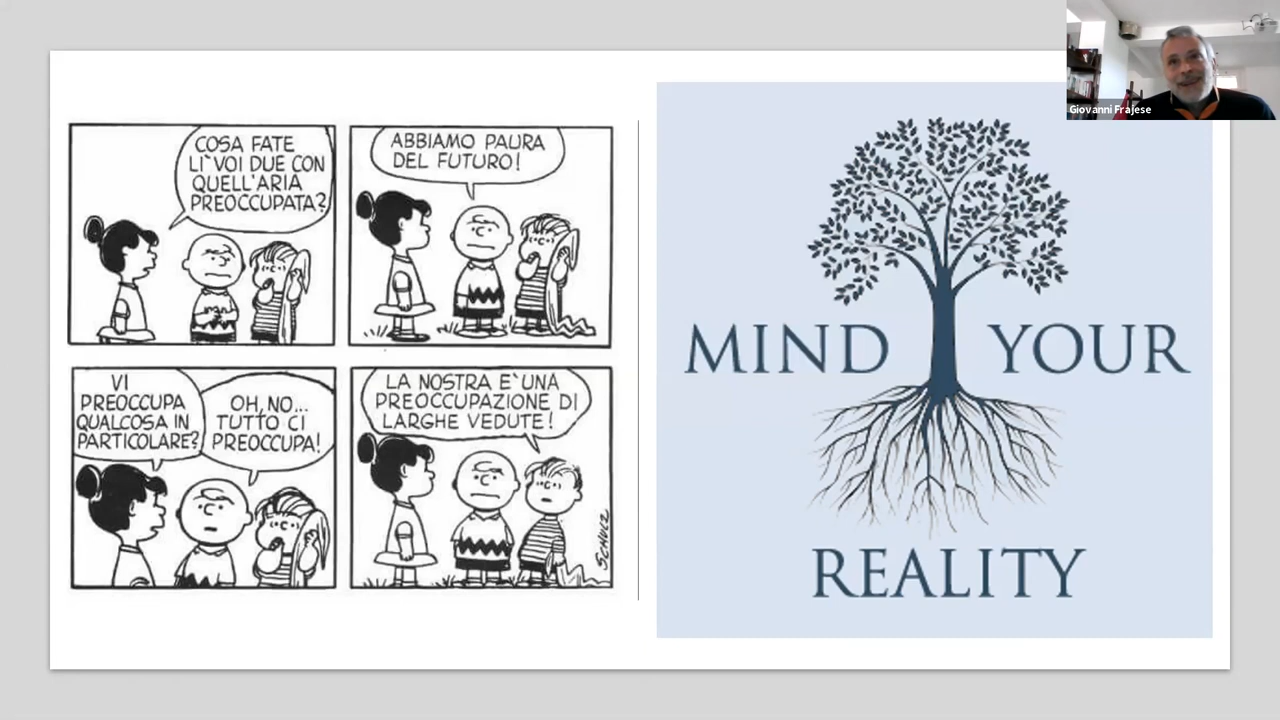 COSA FATE
LI` VOI DUE CON
QUELL'ARIA
PREOCCUPATA?
ABBIAMO PAURA
DEL FUTURO!
VI
PREOCCUPA
QUALCOSA IN
PARTICOLARE?
OH, NO...
TUTTO CI
PREOCCUPA!
LA NOSTRA E` UNA
PREOCCUPAZIONE DI
LARGHE VEDUTE!
SCHULZ
MIND YOUR
REALITY
Giovanni Frajese